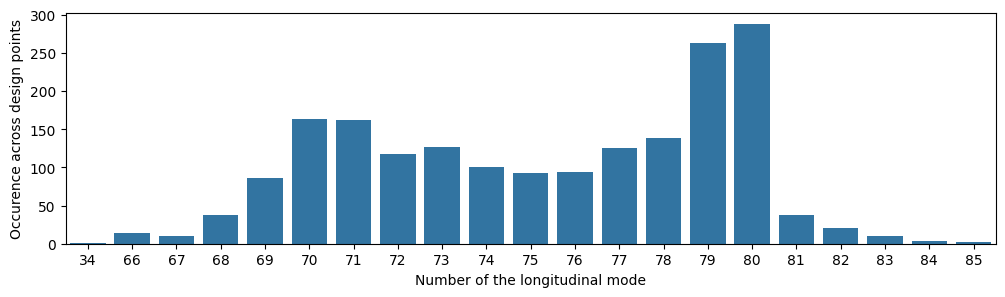 Occurence across design points
300
250
200
150
100
50
0
34 66 67 68 69 70 71 72 73 74 75 76 77 78 79 80 81 82 83 84 85
Number of the longitudinal mode